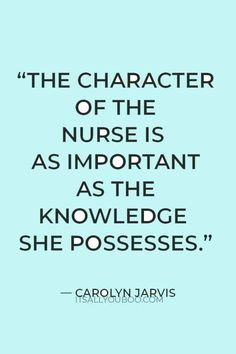 “THE CHARACTER
OF THE
NURSE IS
AS IMPORTANT
AS THE
KNOWLEDGE
SHE POSSESSES.”
— CAROLYN JARVIS
ITSALLYOUBOO.COM